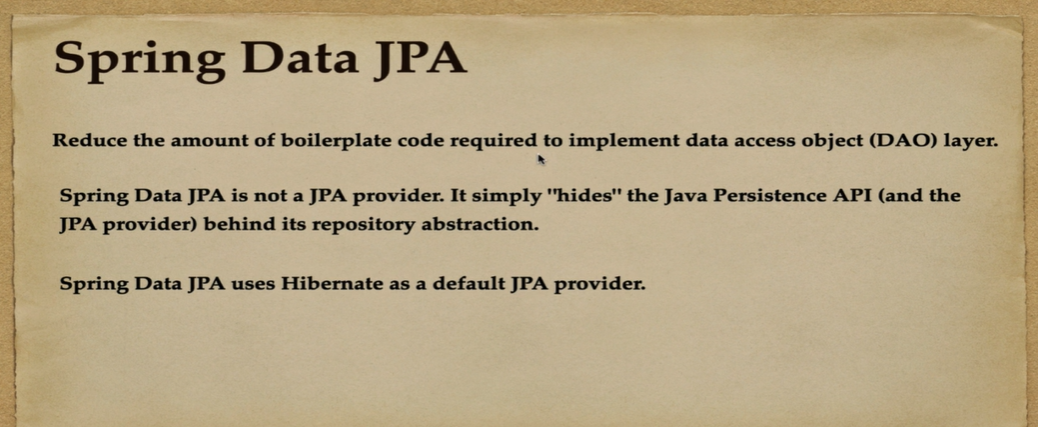 Spring Data JPA
Reduce the amount of boilerplate code required to implement data access object (DAO) layer.
Spring Data JPA is not a JPA provider. It simply "hides" the Java Persistence API (and the
JPA provider) behind its repository abstraction.
Spring Data JPA uses Hibernate as a default JPA provider.